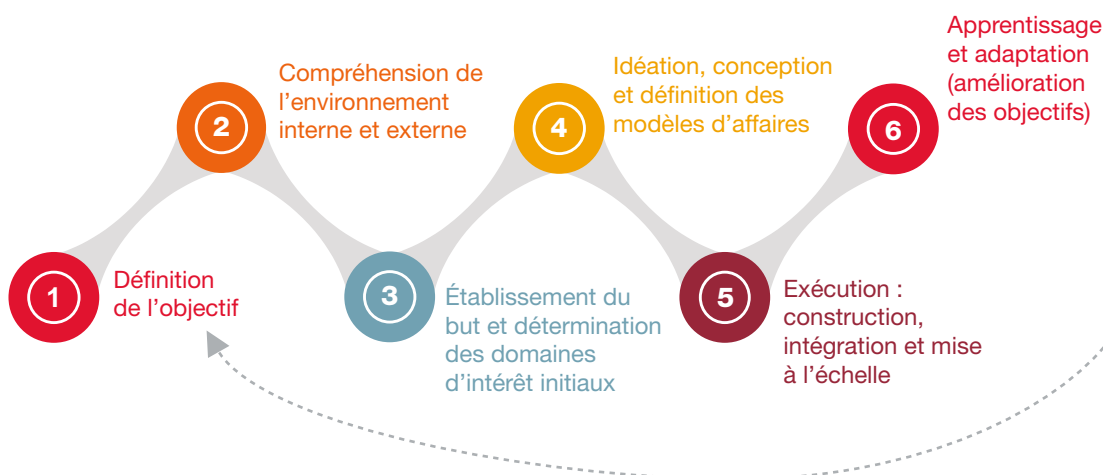 1
Définition
de l’objectif
2
Compréhension de
l’environnement
interne et externe
3
Établissement du
but et détermination
des domaines
d’intérêt initiaux
4
Idéation, conception
et définition des
modèles d’affaires
5
Exécution :
construction,
intégration et mise
à l’échelle
6
Apprentissage
et adaptation
(amélioration
des objectifs)